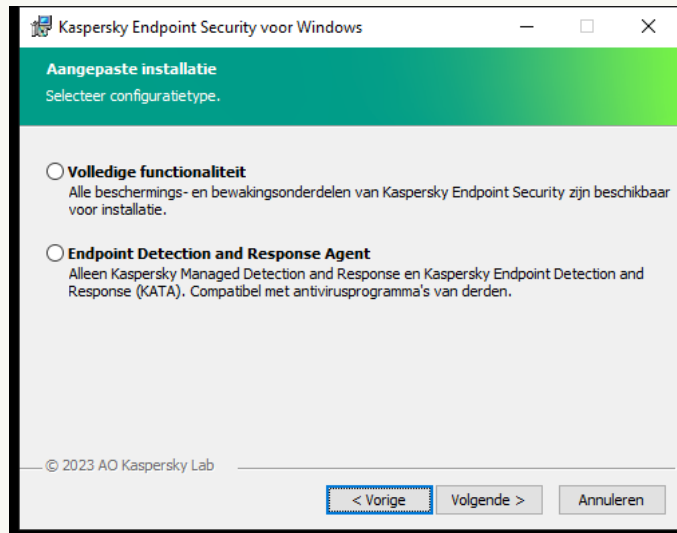 Kaspersky Endpoint Security voor Windows
Aangepaste installatie
Selecteer configuratietype.
Volledige functionaliteit
Alle beschermings- en bewakingsonderdelen van Kaspersky Endpoint Security zijn beschikbaar
voor installatie.
Endpoint Detection and Response Agent
Alleen Kaspersky Managed Detection and Response en Kaspersky Endpoint Detection and
Response (KATA). Compatibel met antivirusprogramma's van derden.
© 2023 AO Kaspersky Lab
< Vorige Volgende > Annuleren